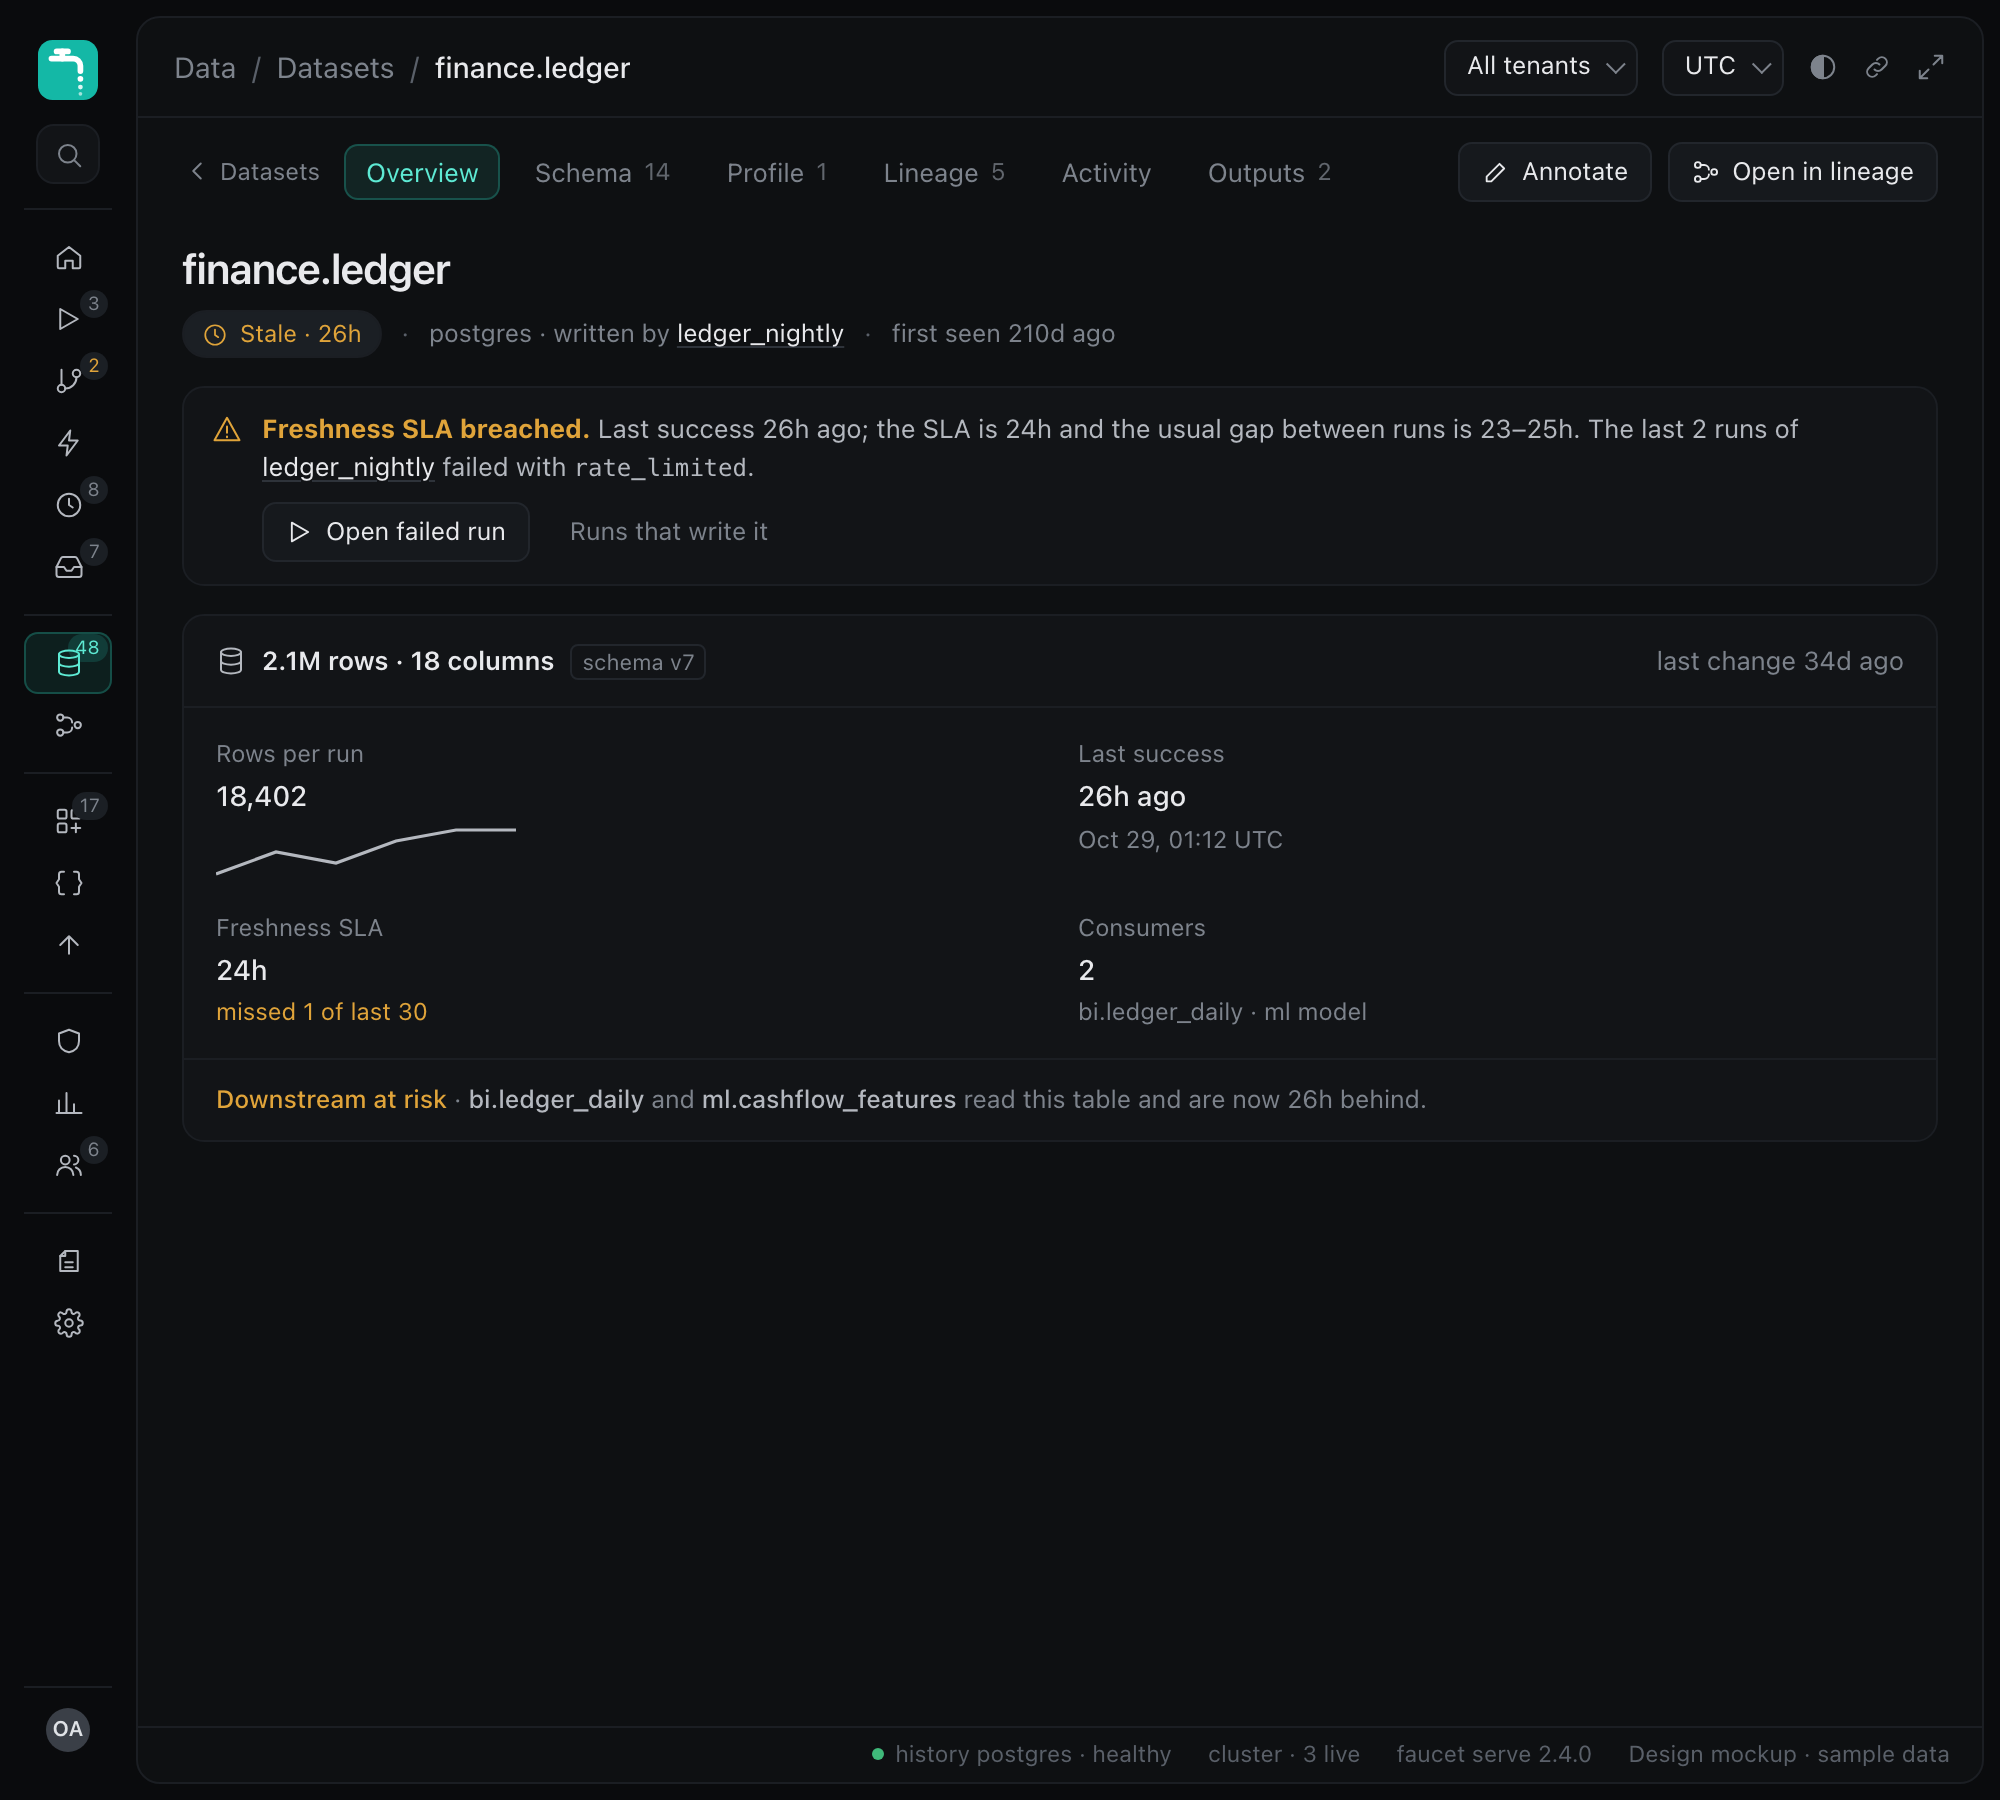 Data / Datasets / finance.ledger
All tenants
UTC
Datasets
Overview
Schema 14
Profile 1
Lineage 5
Activity
Outputs 2
Annotate
Open in lineage
3
2
8
7
48
17
6
OA
finance.ledger
Stale · 26h · postgres · written by ledger_nightly · first seen 210d ago
Freshness SLA breached. Last success 26h ago; the SLA is 24h and the usual gap between runs is 23–25h. The last 2 runs of
ledger_nightly failed with rate_limited.
Open failed run
Runs that write it
2.1M rows · 18 columns schema v7
last change 34d ago
Rows per run
18,402
Last success
26h ago
Oct 29, 01:12 UTC
Freshness SLA
24h
missed 1 of last 30
Consumers
2
bi.ledger_daily · ml model
Downstream at risk · bi.ledger_daily and ml.cashflow_features read this table and are now 26h behind.
history postgres · healthy
cluster · 3 live
faucet serve 2.4.0
Design mockup · sample data